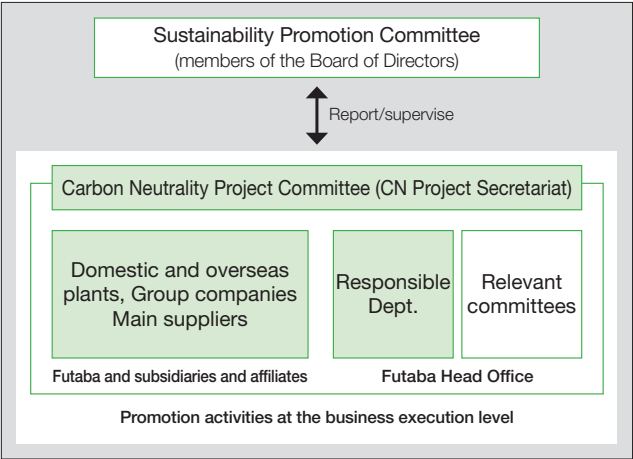 Sustainability Promotion Committee
(members of the Board of Directors)
Report/supervise
Carbon Neutrality Project Committee (CN Project Secretariat)
Domestic and overseas
plants, Group companies
Main suppliers
Responsible
Dept.
Relevant
committees
Futaba and subsidiaries and affiliates
Futaba Head Office
Promotion activities at the business execution level